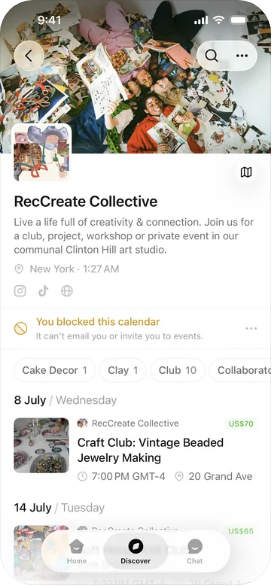 9:41
RecCreate Collective
Live a life full of creativity & connection. Join us for
a club, project, workshop or private event in our
communal Clinton Hill art studio.
New York · 1:27 AM
You blocked this calendar
It can't email you or invite you to events.
Cake Decor 1
Clay 1
Club 10
Collaborato
8 July / Wednesday
RecCreate Collective
US$70
Craft Club: Vintage Beaded
Jewelry Making
7:00 PM GMT-4
20 Grand Ave
14 July / Tuesday
RecCreate Collective
US$65
Home
Discover
Chat